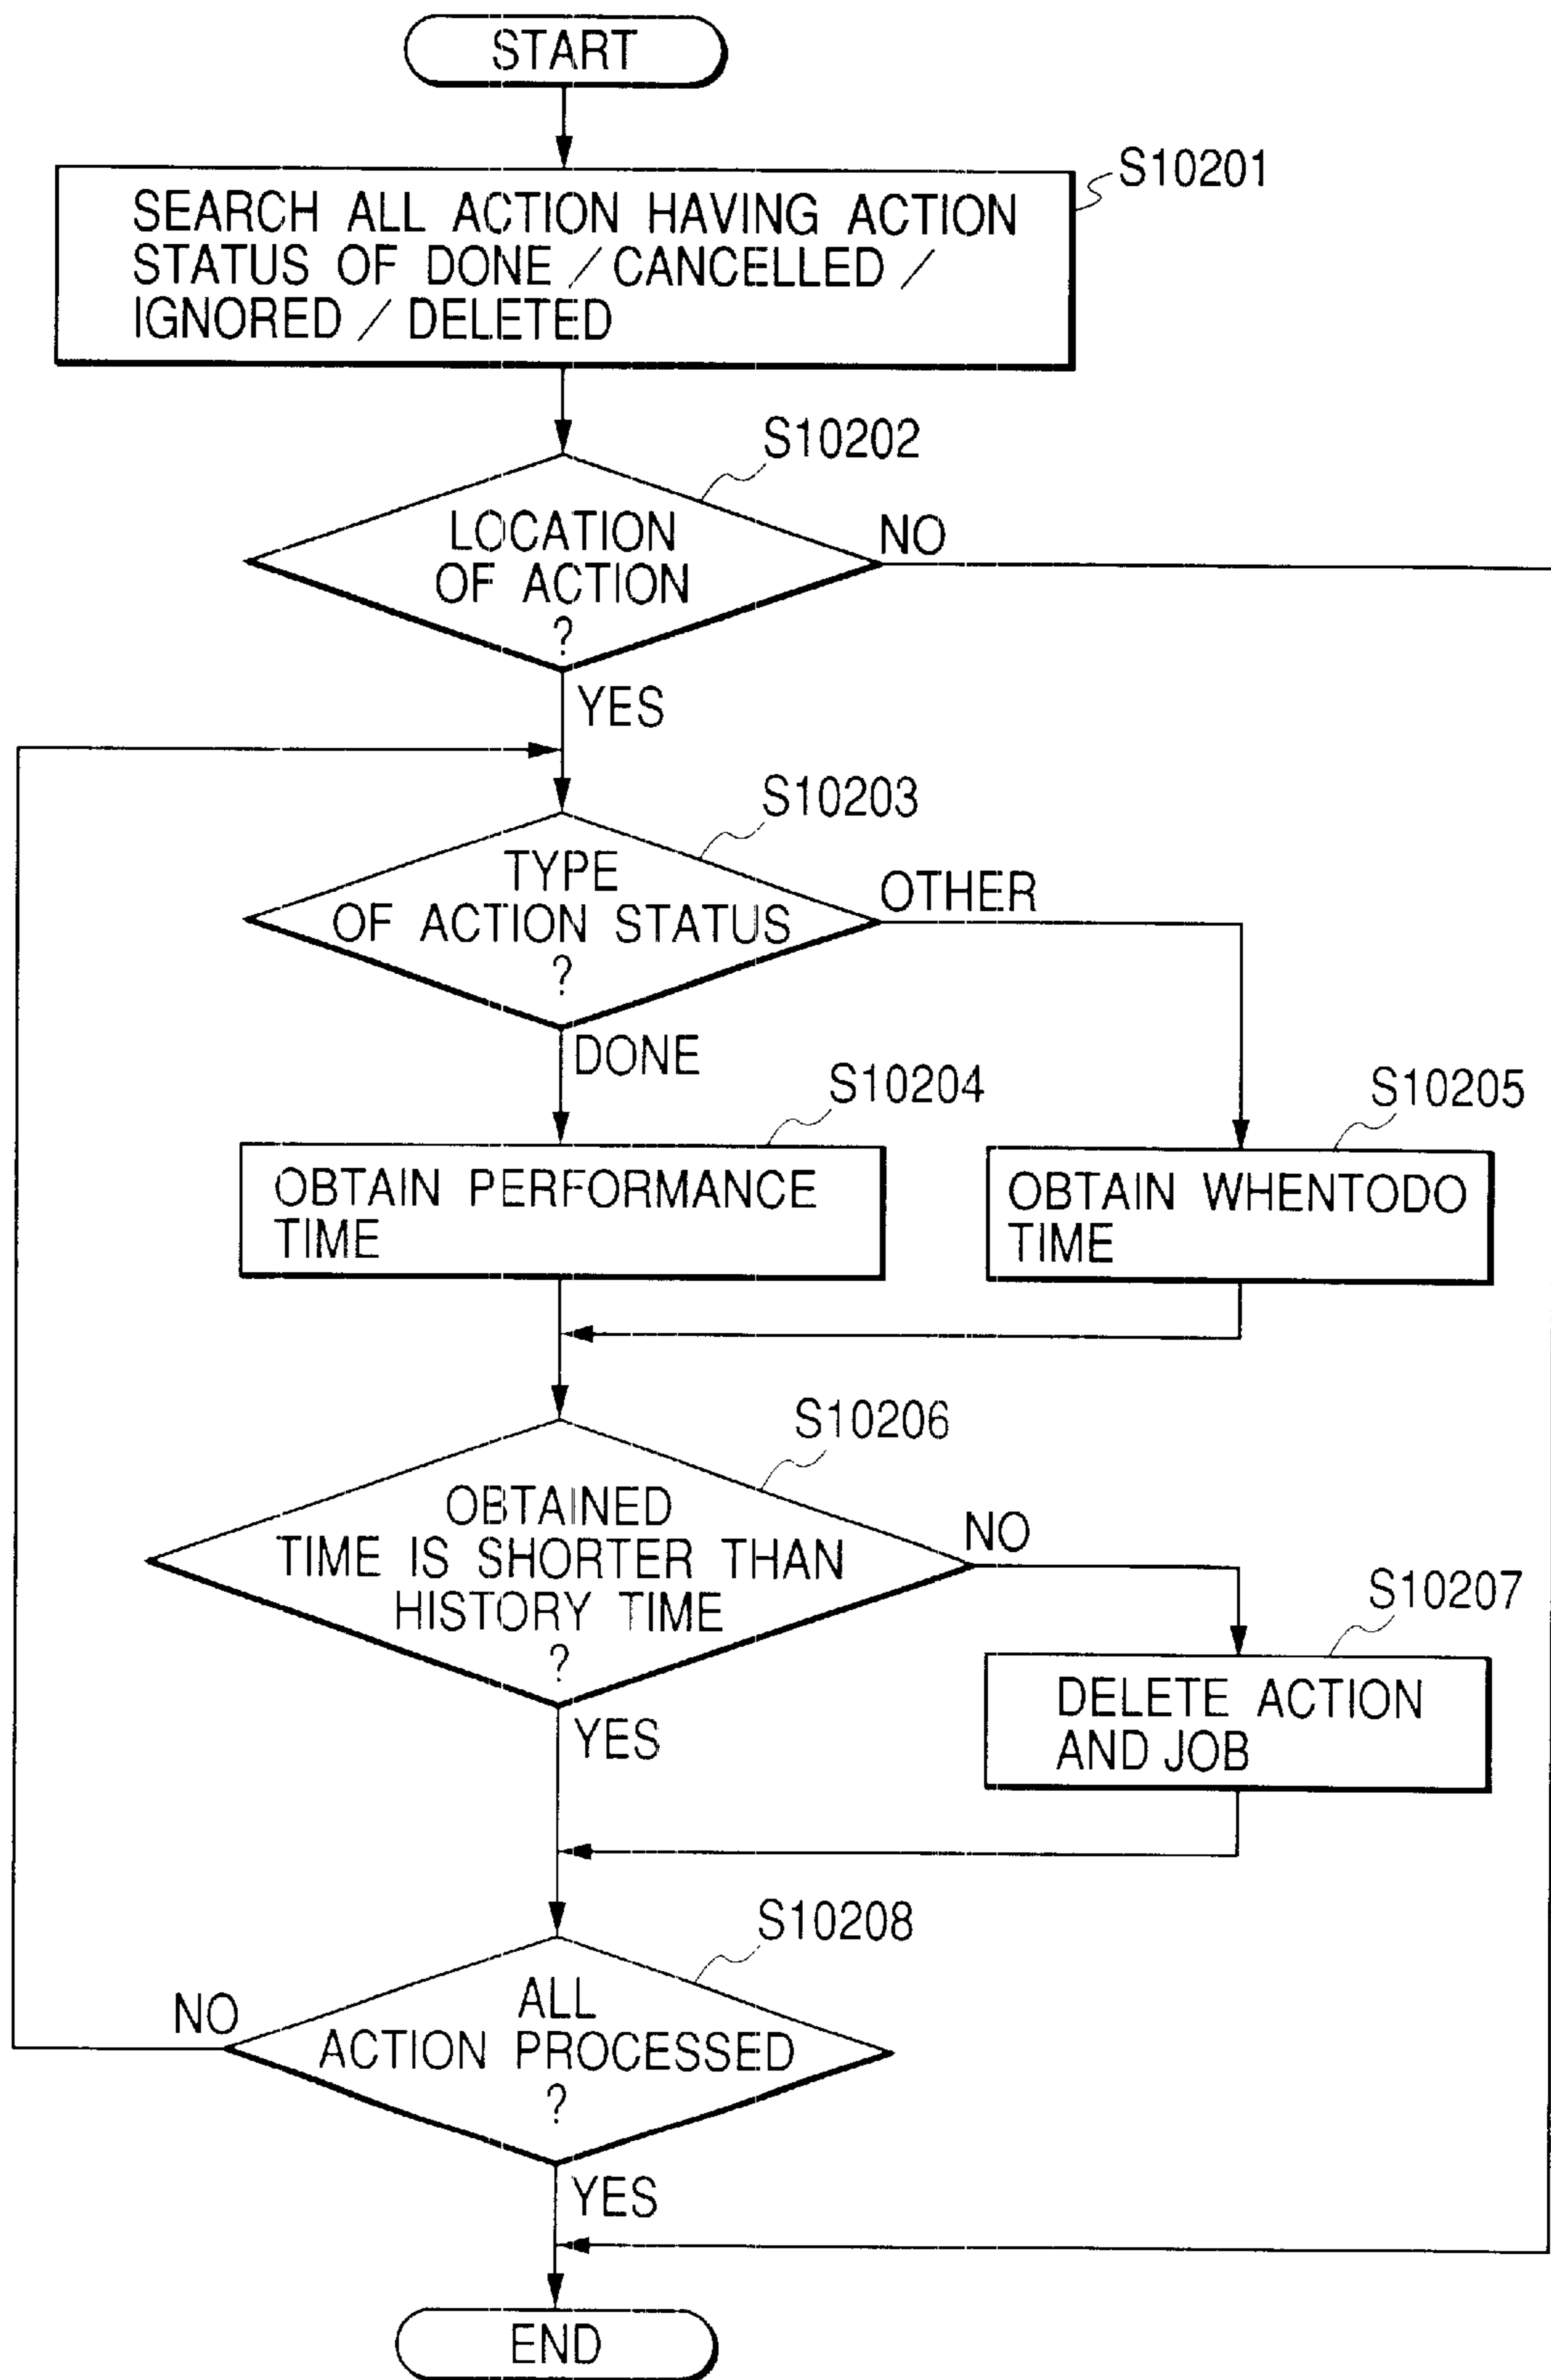 START
S10201
SEARCH ALL ACTION HAVING ACTION
STATUS OF DONE / CANCELLED /
IGNORED / DELETED
S10202
LOCATION
OF ACTION
?
NO
YES
S10203
TYPE
OF ACTION STATUS
?
OTHER
DONE
S10204
OBTAIN PERFORMANCE
TIME
S10205
OBTAIN WHENTODO
TIME
S10206
OBTAINED
TIME IS SHORTER THAN
HISTORY TIME
?
NO
YES
S10207
DELETE ACTION
AND JOB
S10208
ALL
ACTION PROCESSED
?
NO
YES
END